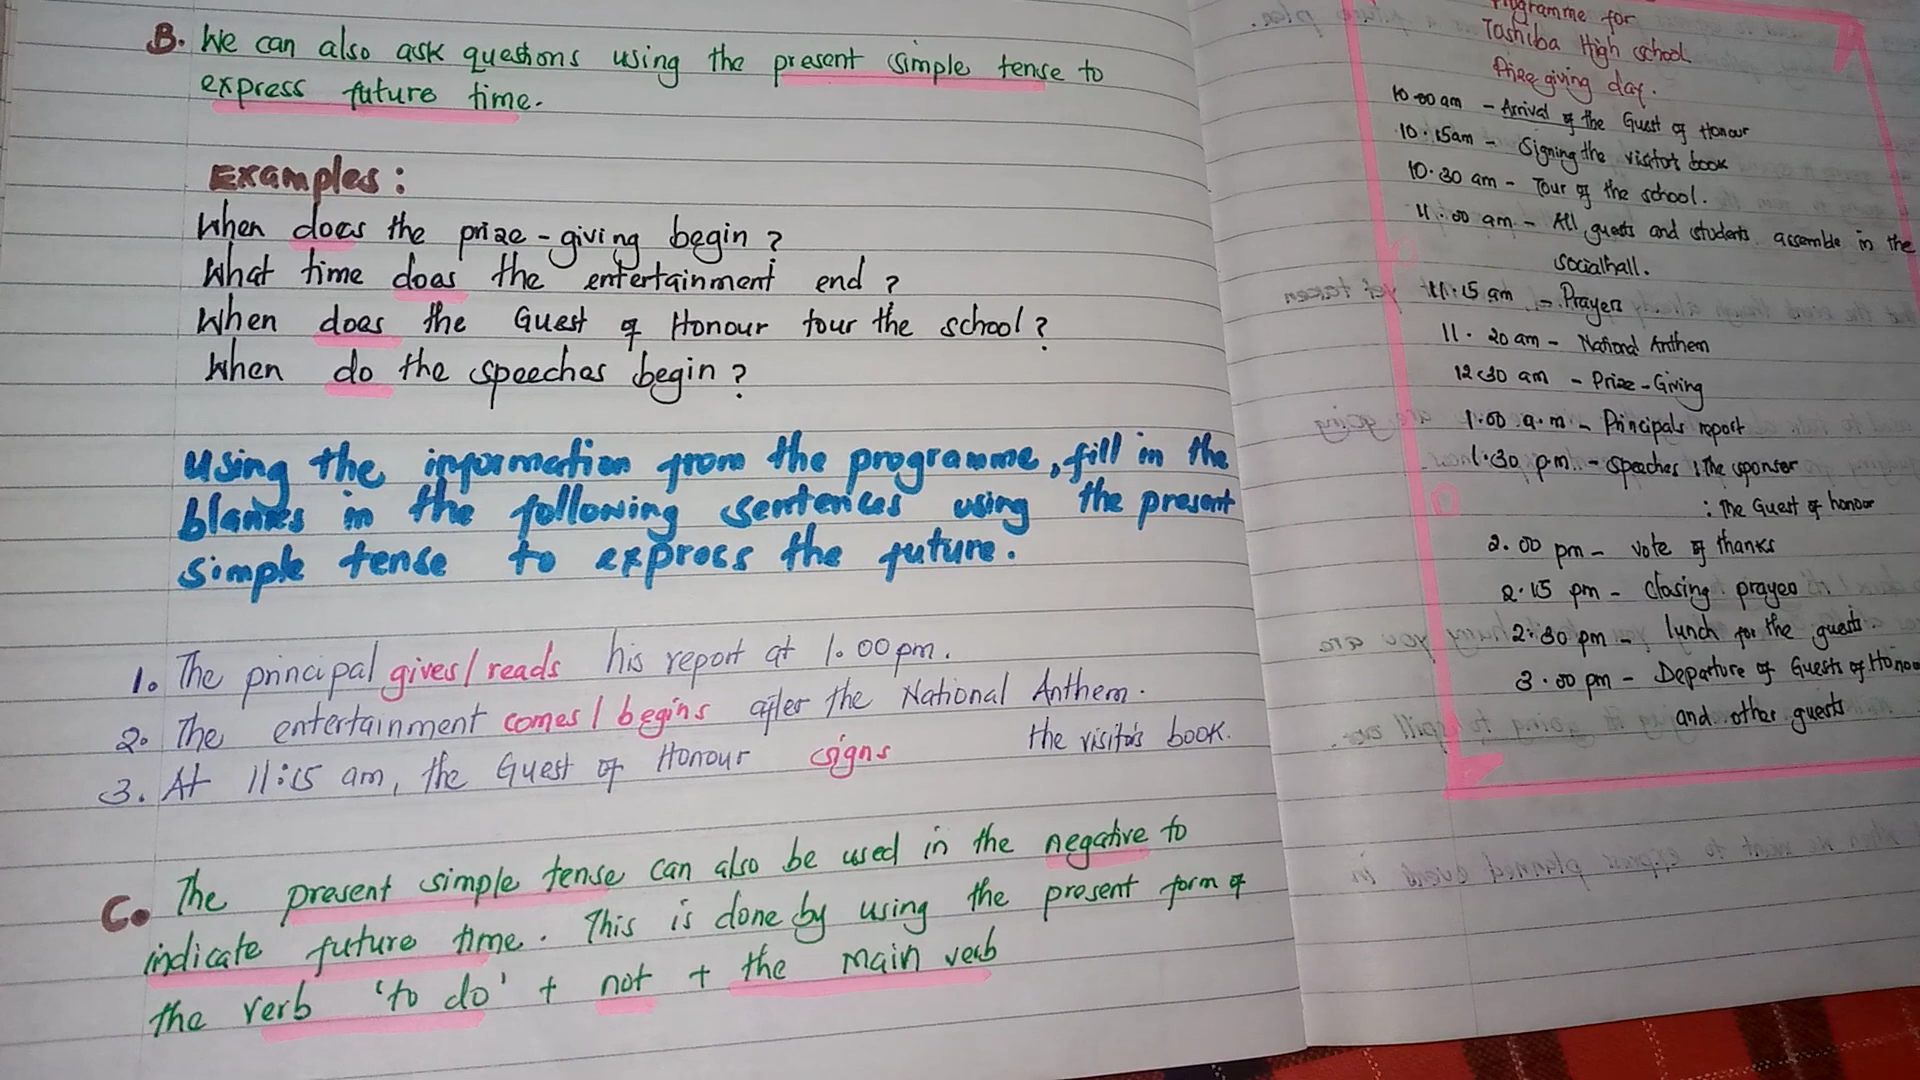 B. We can also ask questions using the present simple tense to
express future time.
Examples:
When does the prize-giving begin?
What time does the entertainment end?
When does the Guest of Honour tour the school?
When do the speeches begin?
Using the information from the programme, fill in the
blanks in the following sentences using the present
simple tense to express the future.
1. The principal gives/reads his report at 1.00pm.
2. The entertainment comes/begins after the National Anthem.
3. At 11:15 am, the Guest of Honour signs the visitor's book.
C. The present simple tense can also be used in the negative to
indicate future time. This is done by using the present form of
the verb 'to do' + not + the main verb
Programme for
Toshiba High school
Prize giving day.
10.00am - Arrival of the Guest of Honour
10.15am - Signing the visitor's book
10.30 am - Tour of the school.
11.00 am - All guests and students assemble in the
socialhall.
11:15 am - Prayers
11.20am - National Anthem
12:30 am - Prize-Giving
1.00 a.m - Principals report
1.30 p.m. - Speeches : The sponsor
: The Guest of honour
2.00 pm - Vote of thanks
2.15 pm - Closing prayer
2:30 pm - lunch for the guests.
3.00 pm - Departure of Guests of Honou
and other guests